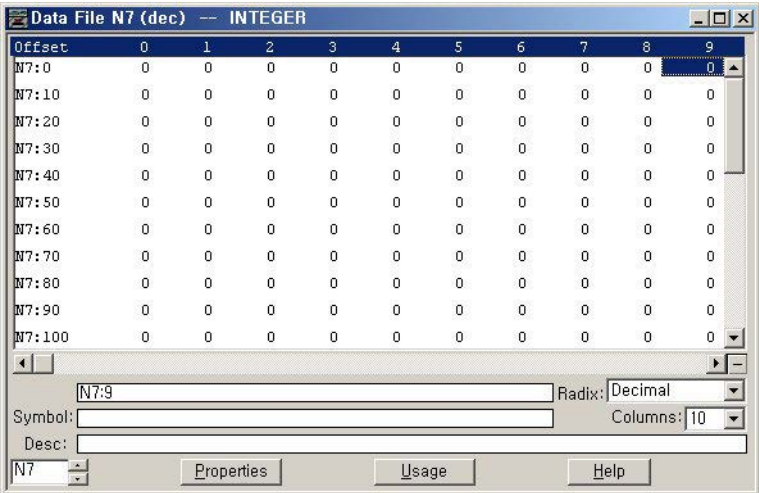 Data File N7 (dec) -- INTEGER
Offset 0 1 2 3 4 5 6 7 8 9
N7:0 0 0 0 0 0 0 0 0 0 0
N7:10 0 0 0 0 0 0 0 0 0 0
N7:20 0 0 0 0 0 0 0 0 0 0
N7:30 0 0 0 0 0 0 0 0 0 0
N7:40 0 0 0 0 0 0 0 0 0 0
N7:50 0 0 0 0 0 0 0 0 0 0
N7:60 0 0 0 0 0 0 0 0 0 0
N7:70 0 0 0 0 0 0 0 0 0 0
N7:80 0 0 0 0 0 0 0 0 0 0
N7:90 0 0 0 0 0 0 0 0 0 0
N7:100 0 0 0 0 0 0 0 0 0 0
N7:9 Radix: Decimal
Symbol: Columns: 10
Desc:
N7 Properties Usage Help